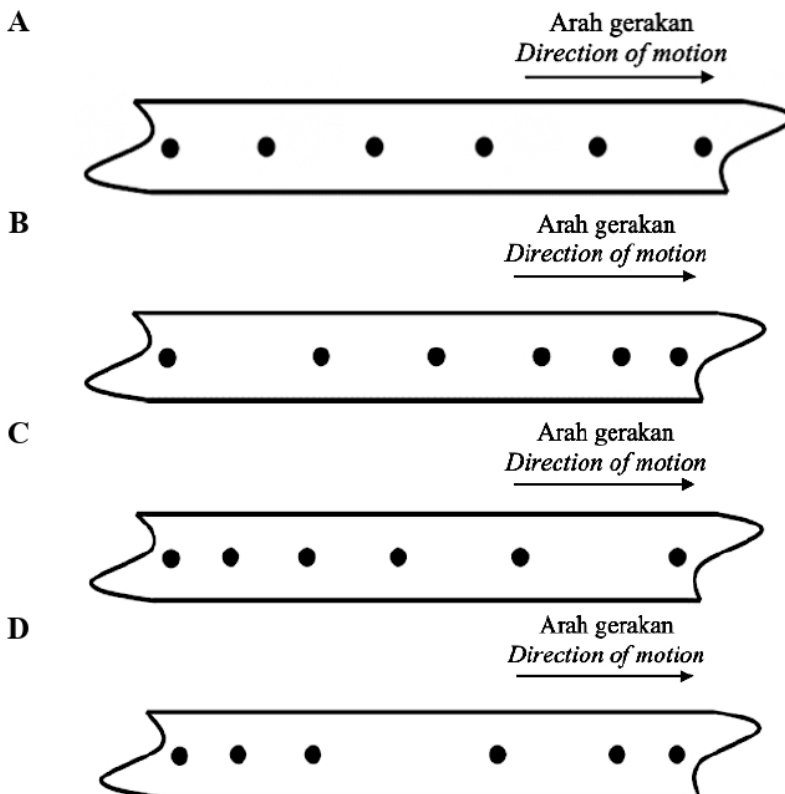 A
Arah gerakan
Direction of motion
B
Arah gerakan
Direction of motion
C
Arah gerakan
Direction of motion
D
Arah gerakan
Direction of motion